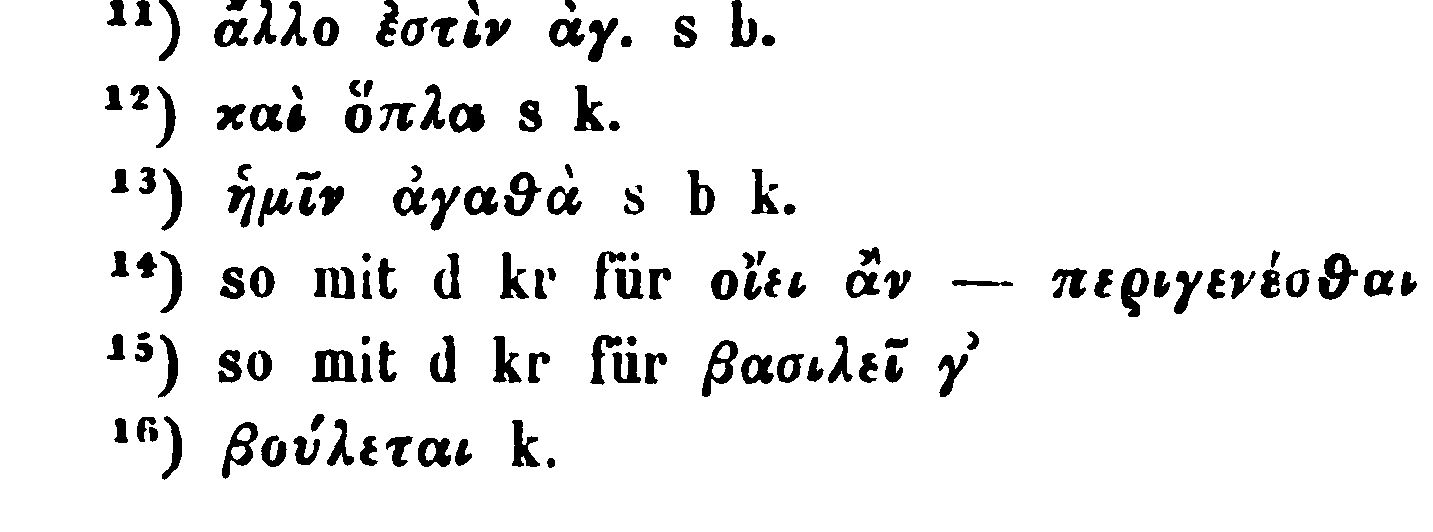 ¹¹) ἄλλο ἐστὶν ἀγ. s b.
¹²) καὶ ὅπλα s k.
¹³) ἡμῖν ἀγαθὰ s b k.
¹⁴) so mit d kr für οἴει ἂν — περιγενέσθαι
¹⁵) so mit d kr für βασιλεῖ γ᾽
¹⁶) βούλεται k.